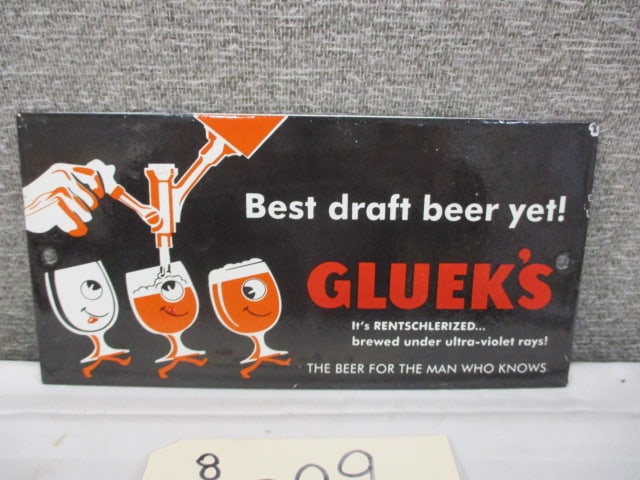 Best draft beer yet!
GLUEK'S
It's RENTSCHLERIZED...
brewed under ultra-violet rays!
THE BEER FOR THE MAN WHO KNOWS
8